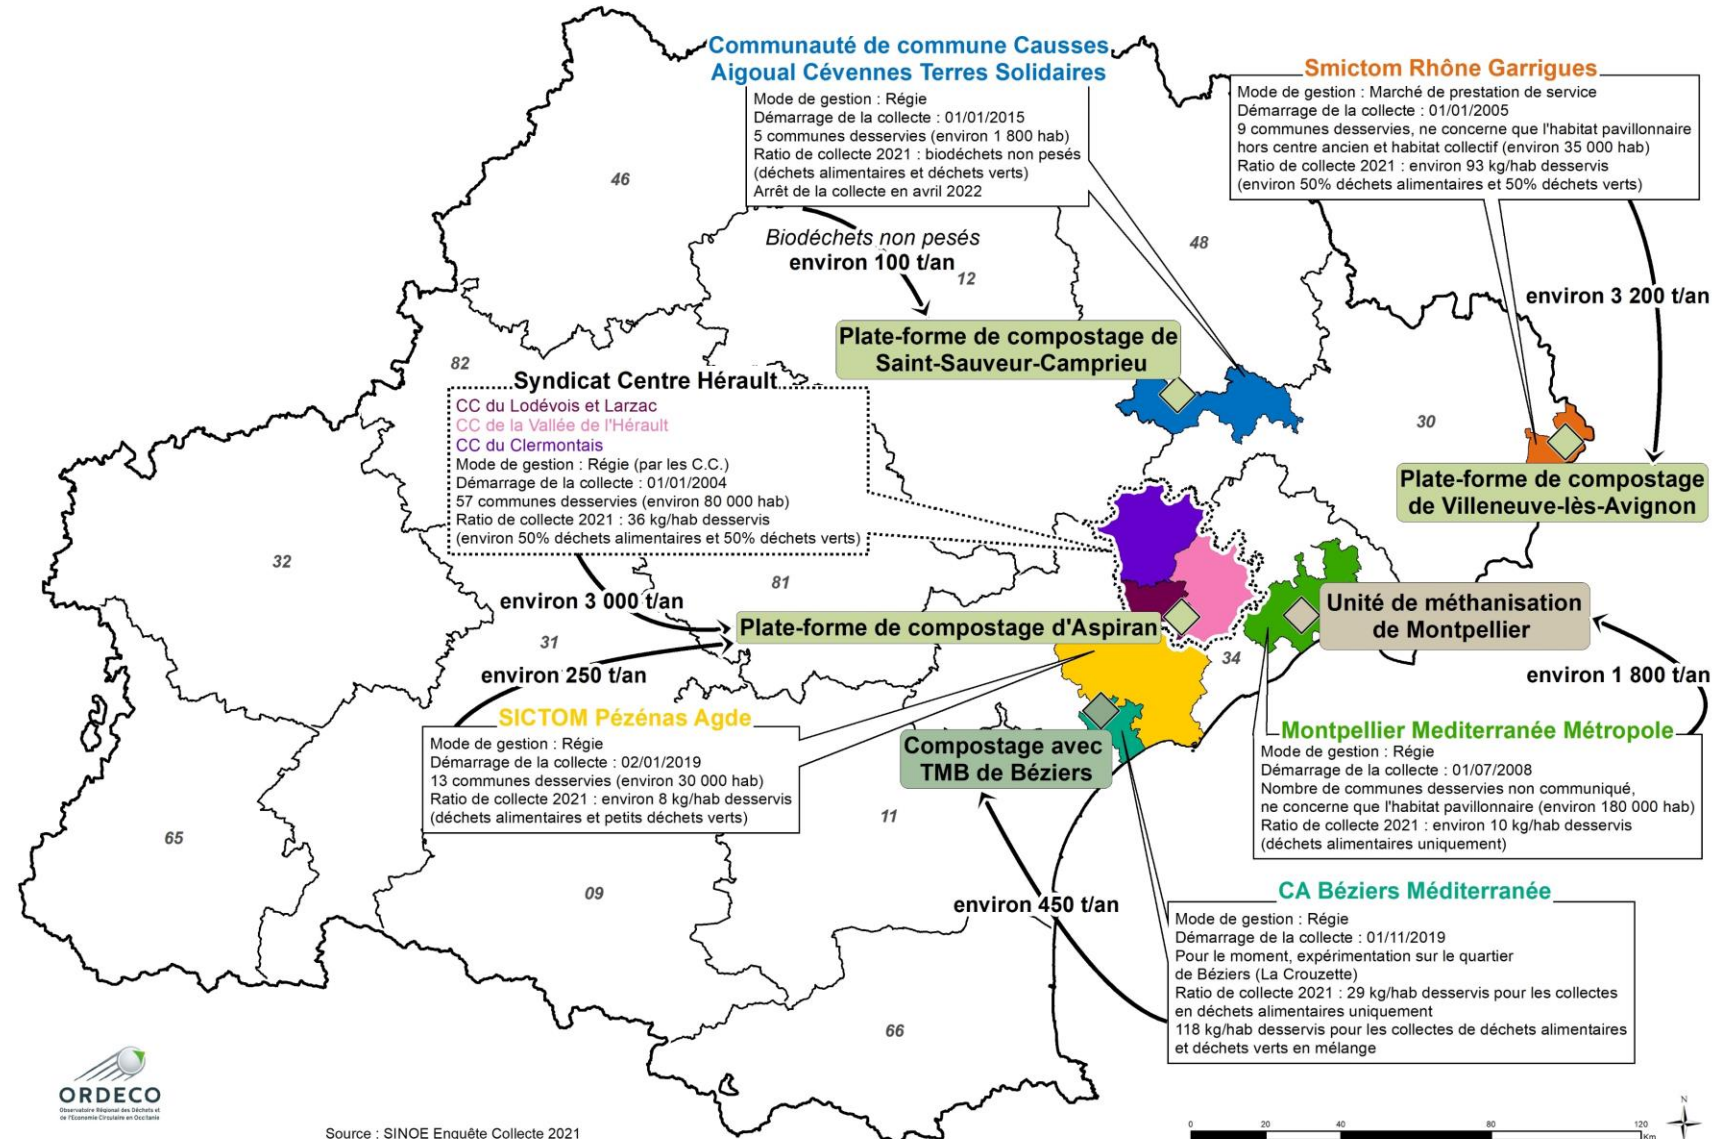 Communauté de commune Causses
Aigoual Cévennes Terres Solidaires
Mode de gestion : Régie
Démarrage de la collecte : 01/01/2015
5 communes desservies (environ 1 800 hab)
Ratio de collecte 2021 : biodéchets non pesés
(déchets alimentaires et déchets verts)
Arrêt de la collecte en avril 2022
Smictom Rhône Garrigues
Mode de gestion : Marché de prestation de service
Démarrage de la collecte : 01/01/2005
9 communes desservies, ne concerne que l'habitat pavillonnaire
hors centre ancien et habitat collectif (environ 35 000 hab)
Ratio de collecte 2021 : environ 93 kg/hab desservis
(environ 50% déchets alimentaires et 50% déchets verts)
46
48
Biodéchets non pesés
environ 100 t/an
12
environ 3 200 t/an
Plate-forme de compostage de
Saint-Sauveur-Camprieu
82
30
Syndicat Centre Hérault
CC du Lodévois et Larzac
CC de la Vallée de l'Hérault
CC du Clermontais
Mode de gestion : Régie (par les C.C.)
Démarrage de la collecte : 01/01/2004
57 communes desservies (environ 80 000 hab)
Ratio de collecte 2021 : 36 kg/hab desservis
(environ 50% déchets alimentaires et 50% déchets verts)
Plate-forme de compostage
de Villeneuve-lès-Avignon
32
81
environ 3 000 t/an
Plate-forme de compostage d'Aspiran
Unité de méthanisation
de Montpellier
31
34
environ 250 t/an
environ 1 800 t/an
SICTOM Pézénas Agde
Mode de gestion : Régie
Démarrage de la collecte : 02/01/2019
13 communes desservies (environ 30 000 hab)
Ratio de collecte 2021 : environ 8 kg/hab desservis
(déchets alimentaires et petits déchets verts)
Compostage avec
TMB de Béziers
Montpellier Mediterranée Métropole
Mode de gestion : Régie
Démarrage de la collecte : 01/07/2008
Nombre de communes desservies non communiqué,
ne concerne que l'habitat pavillonnaire (environ 180 000 hab)
Ratio de collecte 2021 : environ 10 kg/hab desservis
(déchets alimentaires uniquement)
65
11
09
environ 450 t/an
CA Béziers Méditerranée
Mode de gestion : Régie
Démarrage de la collecte : 01/11/2019
Pour le moment, expérimentation sur le quartier
de Béziers (La Crouzette)
Ratio de collecte 2021 : 29 kg/hab desservis pour les collectes
en déchets alimentaires uniquement
118 kg/hab desservis pour les collectes de déchets alimentaires
et déchets verts en mélange
66
ORDECO
Observatoire Régional des Déchets et
de l'Économie Circulaire en Occitanie
Source : SINOE Enquête Collecte 2021
0 20 40 80 120
Km
N